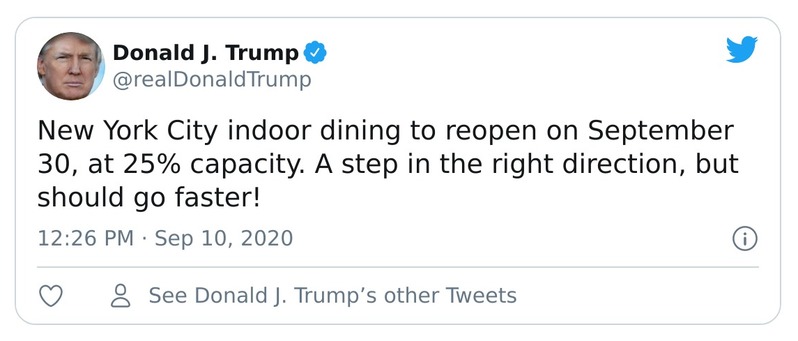 Donald J. Trump
@realDonaldTrump
New York City indoor dining to reopen on September
30, at 25% capacity. A step in the right direction, but
should go faster!
12:26 PM · Sep 10, 2020
See Donald J. Trump’s other Tweets